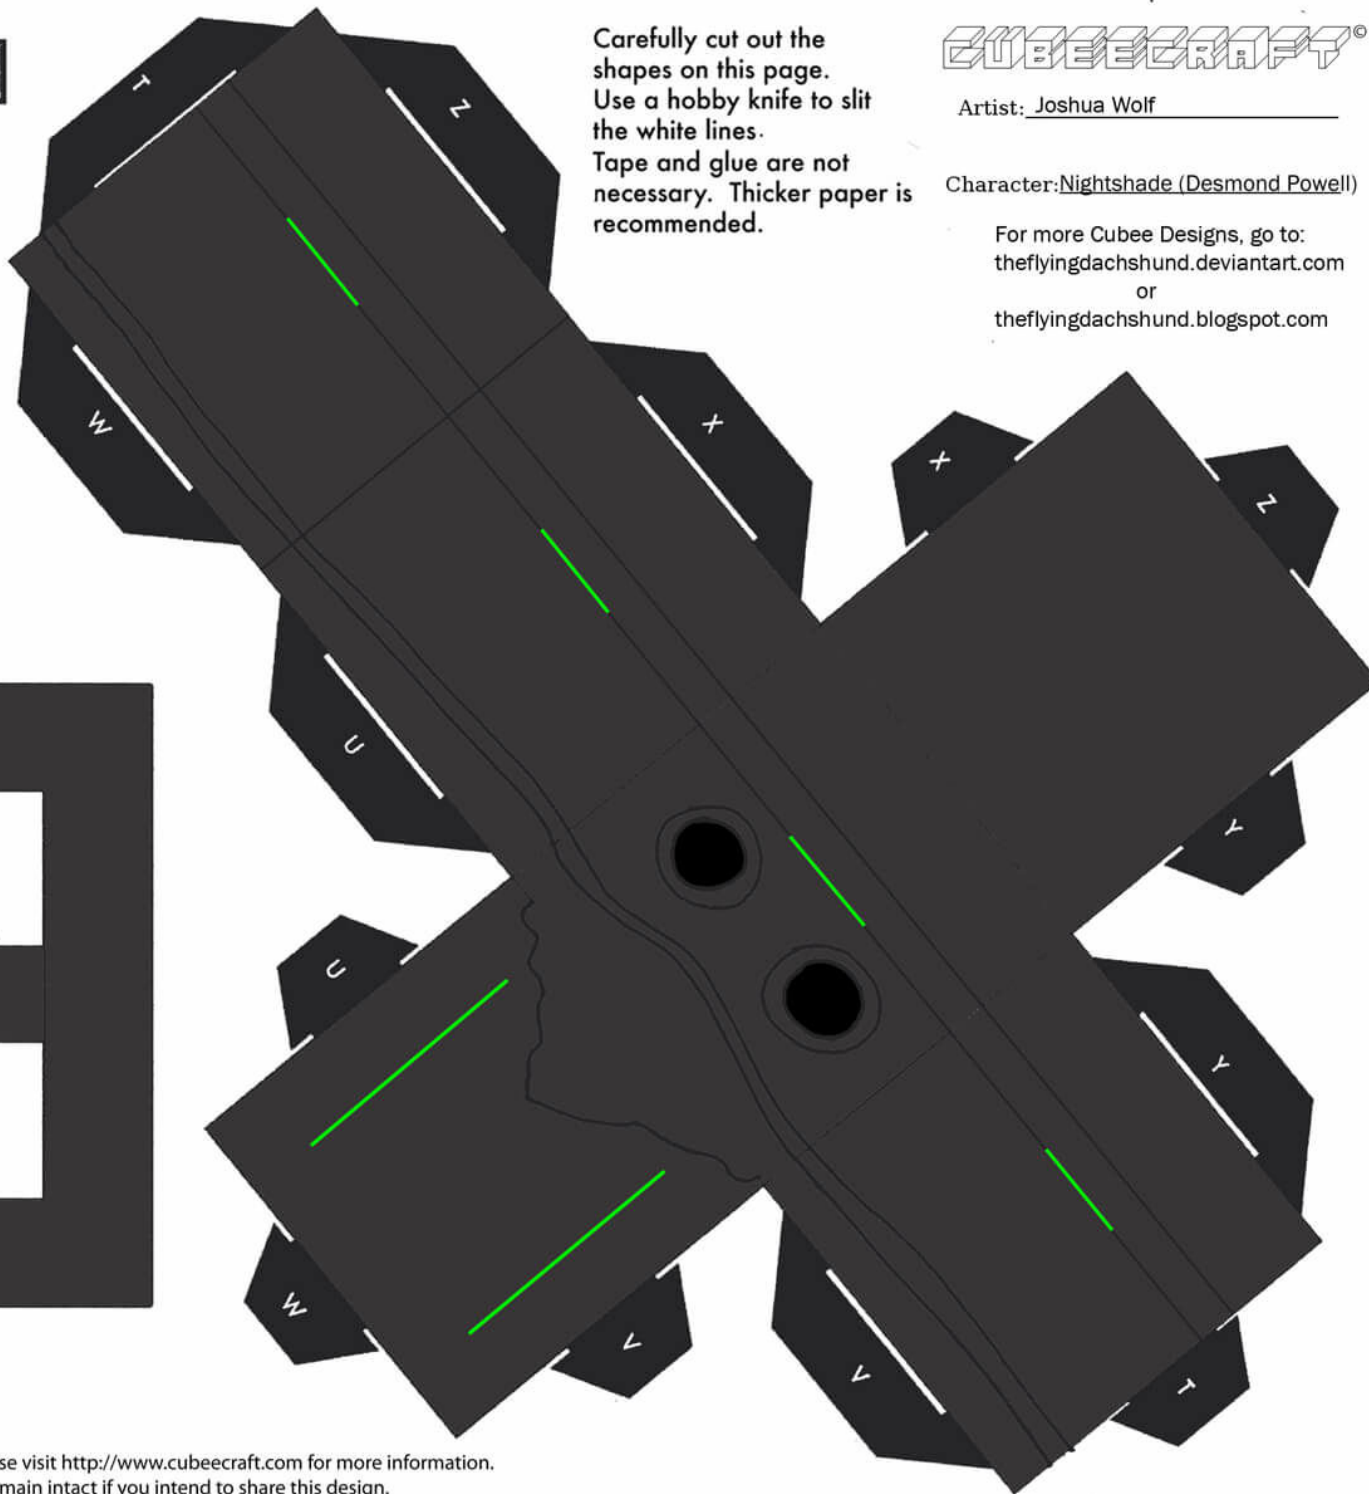 Carefully cut out the
shapes on this page.
Use a hobby knife to slit
the white lines.
Tape and glue are not
necessary. Thicker paper is
recommended.
CUBEECRAFT©
Artist: Joshua Wolf
Character: Nightshade (Desmond Powell)
For more Cubee Designs, go to:
theflyingdachshund.deviantart.com
or
theflyingdachshund.blogspot.com
T
Z
W
X
X
Z
U
Y
U
Y
W
V
V
T
se visit http://www.cubeecraft.com for more information.
main intact if you intend to share this design.